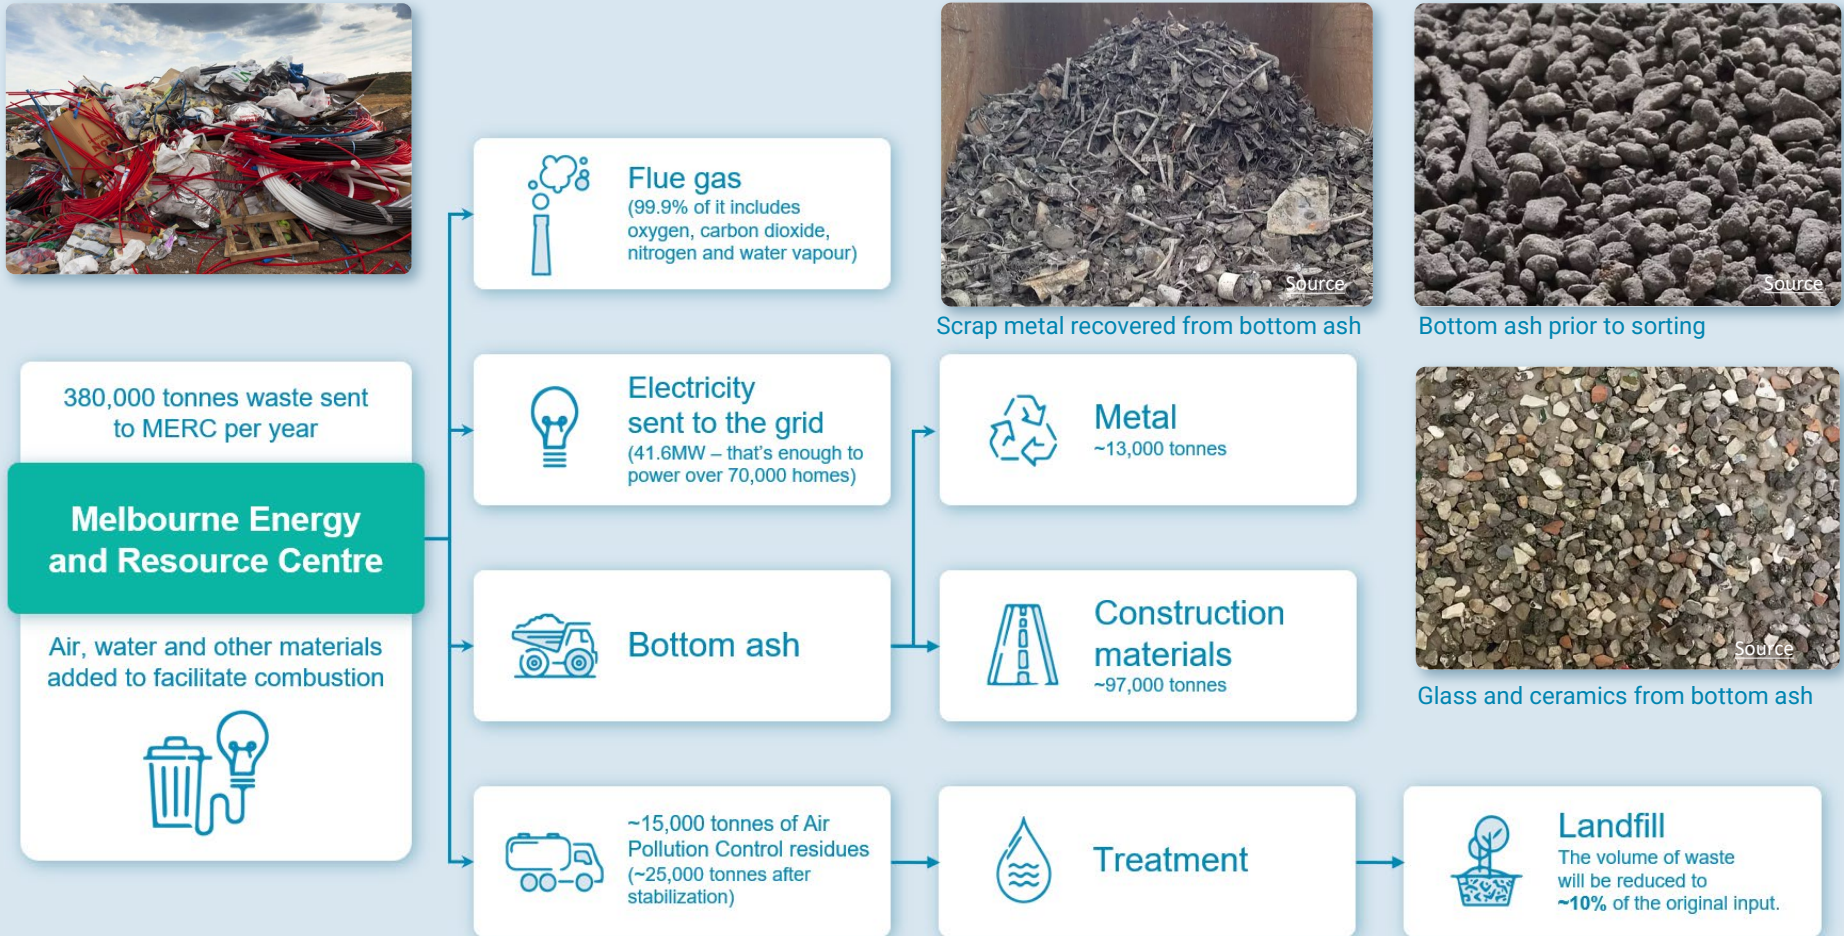 380,000 tonnes waste sent
to MERC per year
Melbourne Energy
and Resource Centre
Air, water and other materials
added to facilitate combustion
Flue gas
(99.9% of it includes
oxygen, carbon dioxide,
nitrogen and water vapour)
Electricity
sent to the grid
(41.6MW – that's enough to
power over 70,000 homes)
Bottom ash
~15,000 tonnes of Air
Pollution Control residues
(~25,000 tonnes after
stabilization)
Source
Scrap metal recovered from bottom ash
Metal
~13,000 tonnes
Construction
materials
~97,000 tonnes
Treatment
Source
Bottom ash prior to sorting
Source
Glass and ceramics from bottom ash
Landfill
The volume of waste
will be reduced to
~10% of the original input.